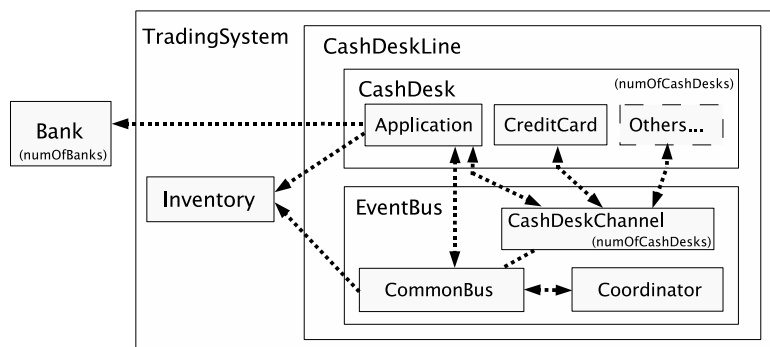 TradingSystem
CashDeskLine
CashDesk
(numOfCashDesks)
Application
CreditCard
Others...
Bank
(numOfBanks)
Inventory
EventBus
CashDeskChannel
(numOfCashDesks)
CommonBus
Coordinator